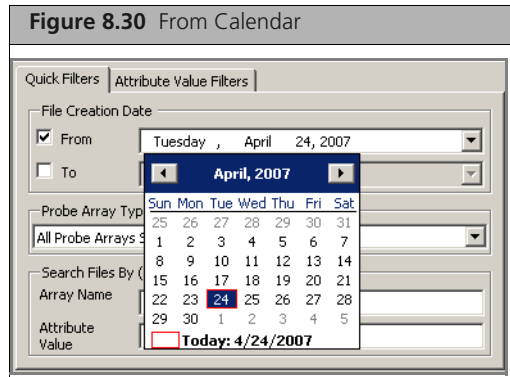 Figure 8.30 From Calendar
Quick Filters Attribute Value Filters
File Creation Date
From Tuesday , April 24, 2007
To
April, 2007
Sun Mon Tue Wed Thu Fri Sat
25 26 27 28 29 30 31
1 2 3 4 5 6 7
8 9 10 11 12 13 14
15 16 17 18 19 20 21
22 23 24 25 26 27 28
29 30 1 2 3 4 5
Today: 4/24/2007
Probe Array Typ
All Probe Arrays S
Search Files By (
Array Name
Attribute
Value